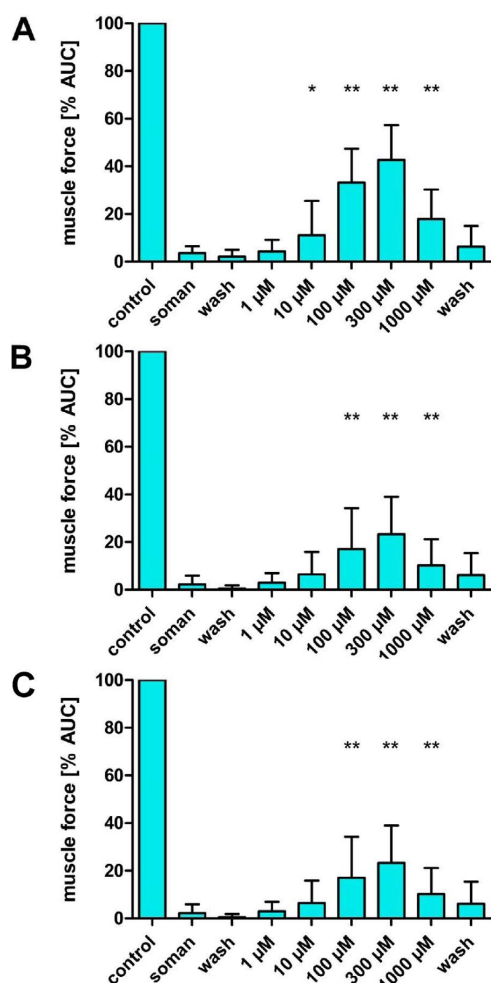 A
muscle force [% AUC]
100
80
60
40
20
0
* ** ** **
control
soman
wash
1 µM
10 µM
100 µM
300 µM
1000 µM
wash
B
muscle force [% AUC]
100
80
60
40
20
0
** ** **
control
soman
wash
1 µM
10 µM
100 µM
300 µM
1000 µM
wash
C
muscle force [% AUC]
100
80
60
40
20
0
** ** **
control
soman
wash
1 µM
10 µM
100 µM
300 µM
1000 µM
wash